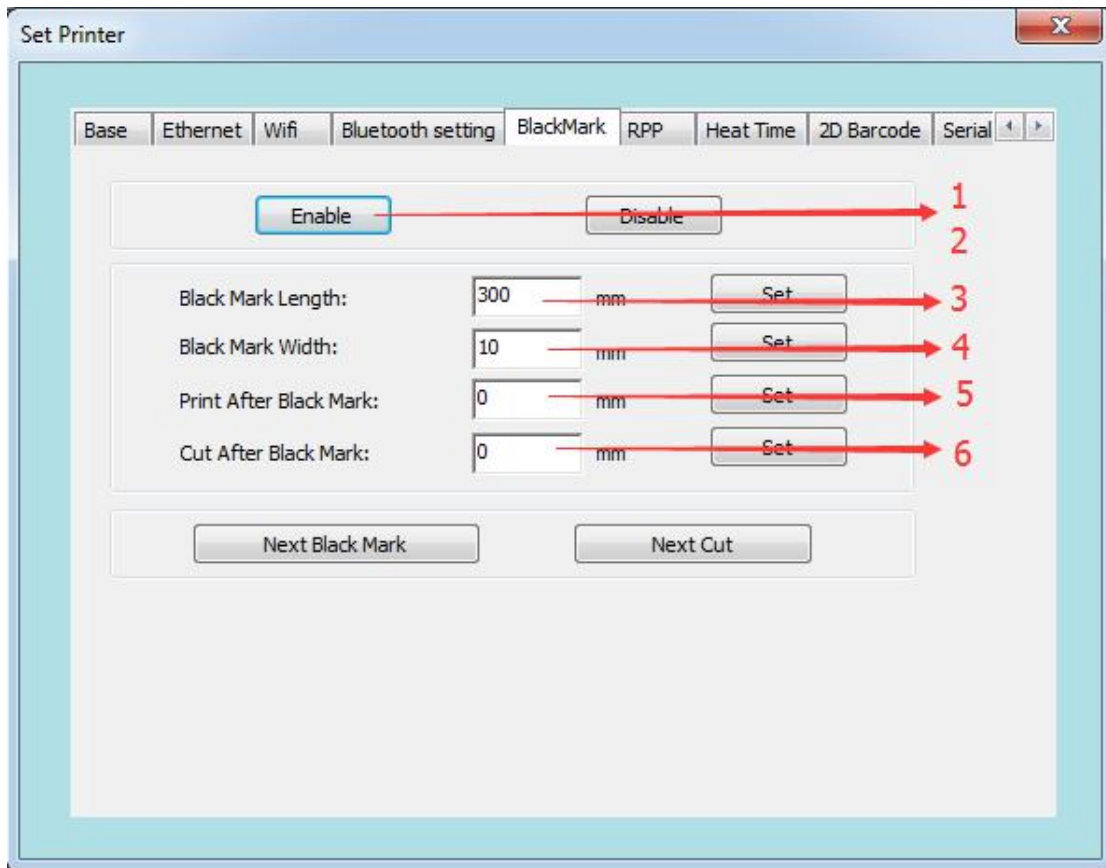 Set Printer
Base Ethernet Wifi Bluetooth setting BlackMark RPP Heat Time 2D Barcode Serial
Enable Disable 1
2
Black Mark Length: 300 mm Set 3
Black Mark Width: 10 mm Set 4
Print After Black Mark: 0 mm Set 5
Cut After Black Mark: 0 mm Set 6
Next Black Mark Next Cut